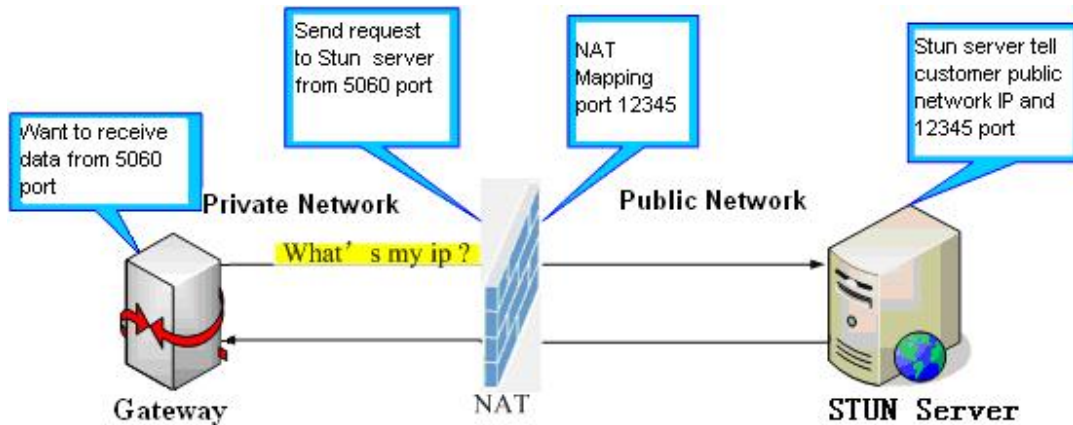 Send request
to Stun server
from 5060 port
NAT
Mapping
port 12345
Stun server tell
customer public
network IP and
12345 port
Want to receive
data from 5060
port
Private Network
Public Network
What's my ip ?
Gateway
NAT
STUN Server